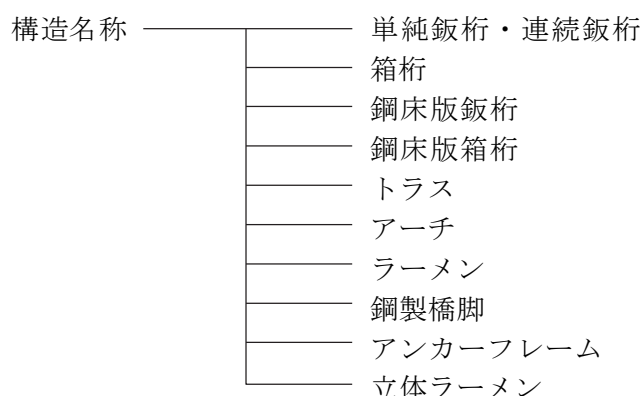 構造名称 単純鈑桁・連続鈑桁
箱桁
鋼床版鈑桁
鋼床版箱桁
トラス
アーチ
ラーメン
鋼製橋脚
アンカーフレーム
立体ラーメン